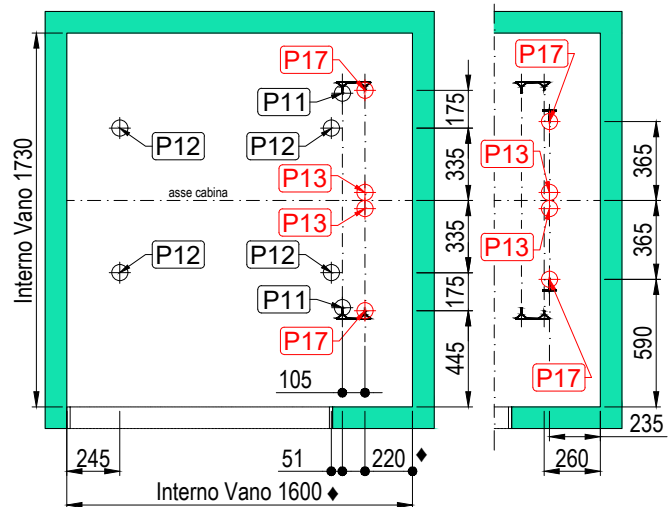 P17
P11
P12
P12
asse cabina
P13
P13
P12
P12
P11
P17
175
335
335
175
445
Interno Vano 1730
105
245
51
220 ♦
Interno Vano 1600 ♦
P17
P13
P13
P17
365
365
590
235
260